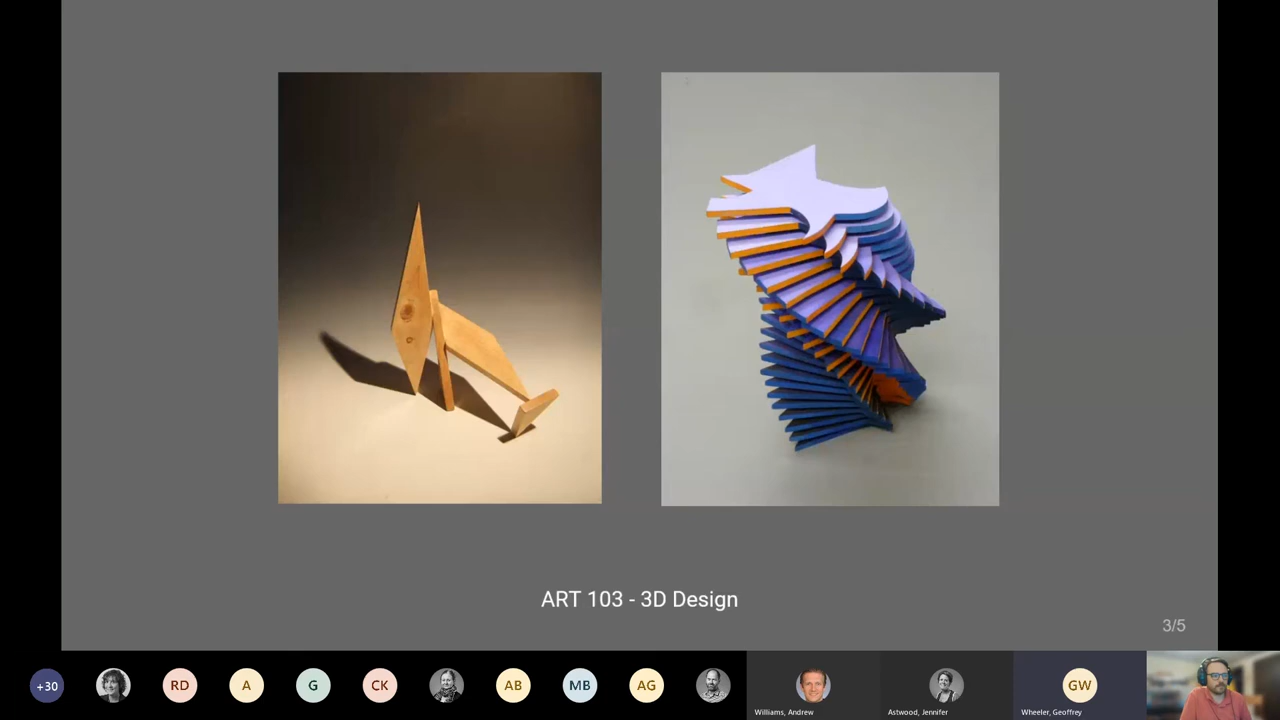 ART 103 - 3D Design
3/5
+30
RD
A
G
CK
AB
MB
AG
GW
Williams, Andrew
Astwood, Jennifer
Wheeler, Geoffrey